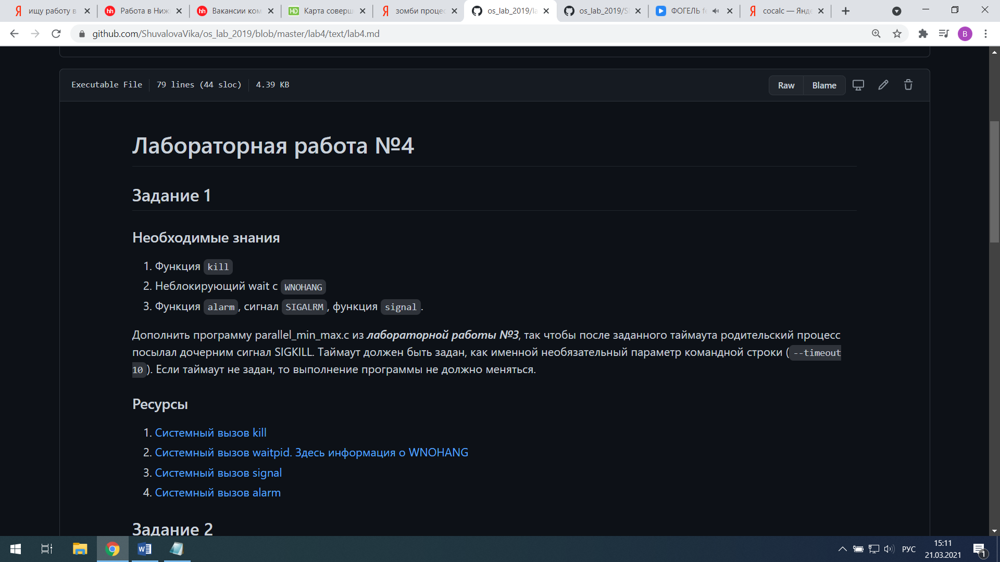 ищу работу в
Работа в Ниж
Вакансии ком
Карта соверш
зомби процес
os_lab_2019/la
os_lab_2019/S
ФОГЕЛЬ fe
cocalc — Янде
github.com/ShuvalovaVika/os_lab_2019/blob/master/lab4/text/lab4.md
B
Executable File 79 lines (44 sloc) 4.39 KB
Raw Blame
Лабораторная работа №4
Задание 1
Необходимые знания
1. Функция kill
2. Неблокирующий wait с WNOHANG
3. Функция alarm, сигнал SIGALRM, функция signal.
Дополнить программу parallel_min_max.c из лабораторной работы №3, так чтобы после заданного таймаута родительский процесс
посылал дочерним сигнал SIGKILL. Таймаут должен быть задан, как именной необязательный параметр командной строки ( --timeout
10 ). Если таймаут не задан, то выполнение программы не должно меняться.
Ресурсы
1. Системный вызов kill
2. Системный вызов waitpid. Здесь информация о WNOHANG
3. Системный вызов signal
4. Системный вызов alarm
Задание 2
РУС
15:11
21.03.2021
1